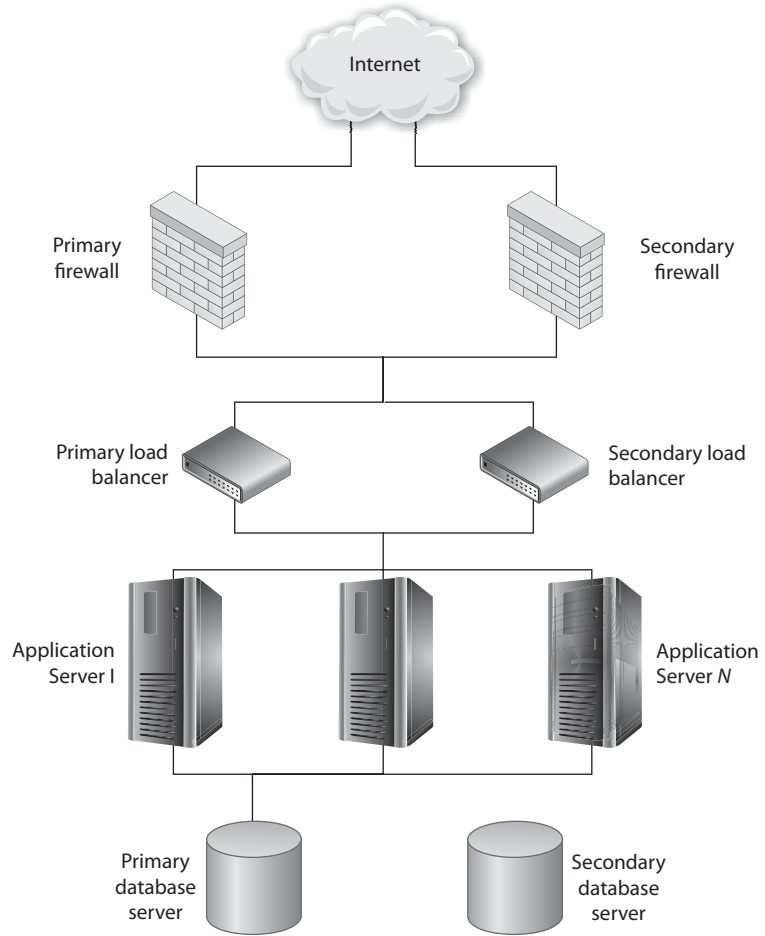 Internet
Primary
firewall
Secondary
firewall
Primary load
balancer
Secondary load
balancer
Application
Server I
Application
Server N
Primary
database
server
Secondary
database
server